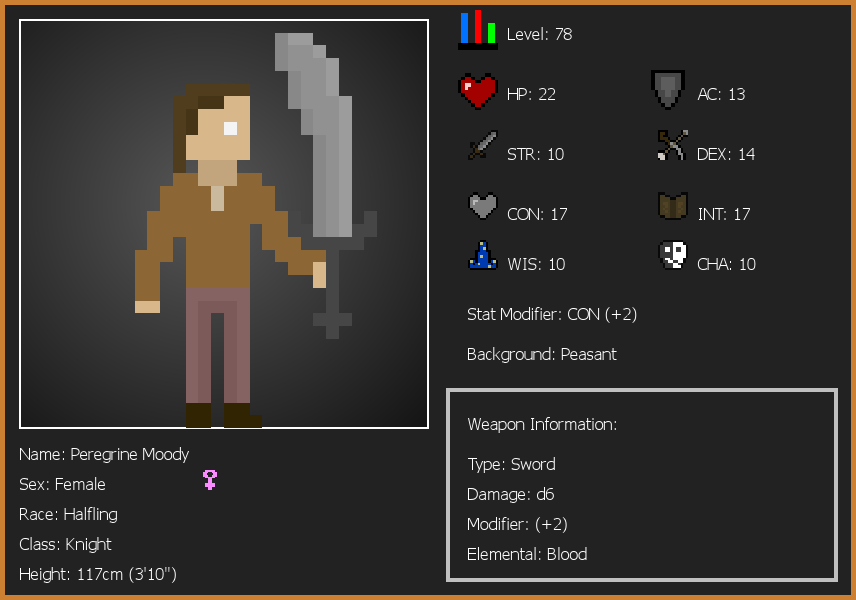 Level: 78
HP: 22
AC: 13
STR: 10
DEX: 14
CON: 17
INT: 17
WIS: 10
CHA: 10
Stat Modifier: CON (+2)
Background: Peasant
Weapon Information:
Type: Sword
Damage: d6
Modifier: (+2)
Elemental: Blood
Name: Peregrine Moody
Sex: Female
Race: Halfling
Class: Knight
Height: 117cm (3'10")